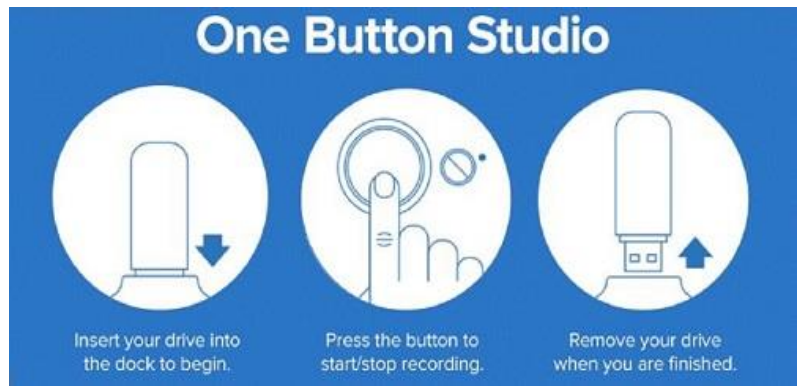 One Button Studio
Insert your drive into
the dock to begin.
Press the button to
start/stop recording.
Remove your drive
when you are finished.